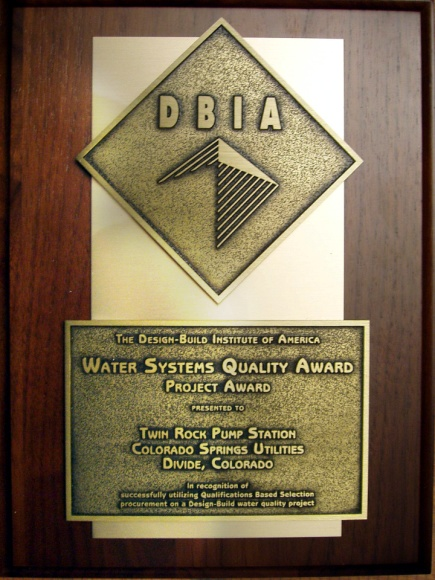 DBIA
The Design-Build Institute of America
Water Systems Quality Award
Project Award
presented to
Twin Rock Pump Station
Colorado Springs Utilities
Divide, Colorado
In recognition of
successfully utilizing Qualifications Based Selection
procurement on a Design-Build water quality project